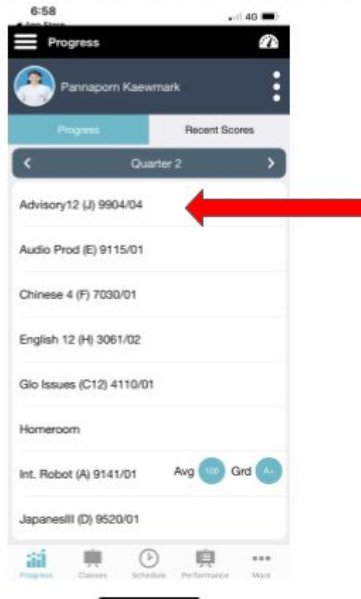 6:58
4G
App Store
Progress
Pannaporn Kaewmark
Progress Recent Scores
Quarter 2
Advisory12 (J) 9904/04
Audio Prod (E) 9115/01
Chinese 4 (F) 7030/01
English 12 (H) 3061/02
Glo Issues (C12) 4110/01
Homeroom
Int. Robot (A) 9141/01 Avg 100 Grd A+
JapanesIII (D) 9520/01
Progress Classes Schedule Performance More